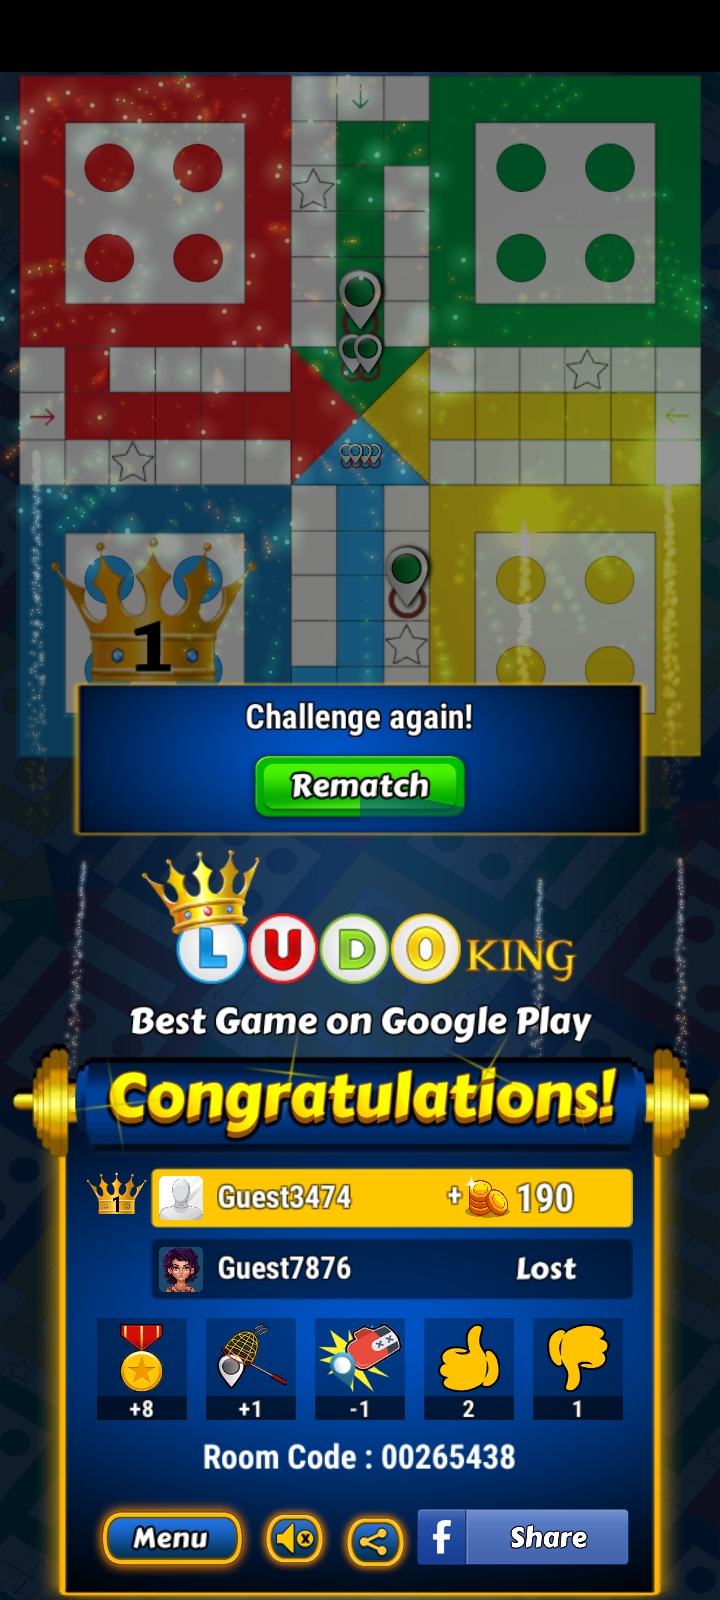 1
Challenge again!
Rematch
LUDO KING
Best Game on Google Play
Congratulations!
1 Guest3474 + 190
Guest7876 Lost
+8 +1 -1 2 1
Room Code : 00265438
Menu f Share